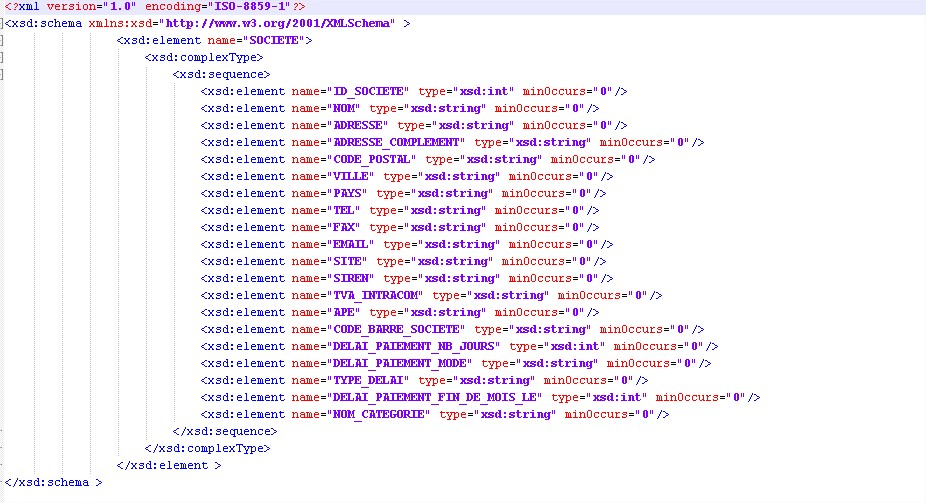 <?xml version="1.0" encoding="ISO-8859-1"?>
<xsd:schema xmlns:xsd="http://www.w3.org/2001/XMLSchema" >
<xsd:element name="SOCIETE">
<xsd:complexType>
<xsd:sequence>
<xsd:element name="ID_SOCIETE" type="xsd:int" minOccurs="0"/>
<xsd:element name="NOM" type="xsd:string" minOccurs="0"/>
<xsd:element name="ADRESSE" type="xsd:string" minOccurs="0"/>
<xsd:element name="ADRESSE_COMPLEMENT" type="xsd:string" minOccurs="0"/>
<xsd:element name="CODE_POSTAL" type="xsd:string" minOccurs="0"/>
<xsd:element name="VILLE" type="xsd:string" minOccurs="0"/>
<xsd:element name="PAYS" type="xsd:string" minOccurs="0"/>
<xsd:element name="TEL" type="xsd:string" minOccurs="0"/>
<xsd:element name="FAX" type="xsd:string" minOccurs="0"/>
<xsd:element name="EMAIL" type="xsd:string" minOccurs="0"/>
<xsd:element name="SITE" type="xsd:string" minOccurs="0"/>
<xsd:element name="SIREN" type="xsd:string" minOccurs="0"/>
<xsd:element name="TVA_INTRACOM" type="xsd:string" minOccurs="0"/>
<xsd:element name="APE" type="xsd:string" minOccurs="0"/>
<xsd:element name="CODE_BARRE_SOCIETE" type="xsd:string" minOccurs="0"/>
<xsd:element name="DELAI_PAIEMENT_NB_JOURS" type="xsd:int" minOccurs="0"/>
<xsd:element name="DELAI_PAIEMENT_MODE" type="xsd:string" minOccurs="0"/>
<xsd:element name="TYPE_DELAI" type="xsd:string" minOccurs="0"/>
<xsd:element name="DELAI_PAIEMENT_FIN_DE_MOIS_LE" type="xsd:int" minOccurs="0"/>
<xsd:element name="NOM_CATEGORIE" type="xsd:string" minOccurs="0"/>
</xsd:sequence>
</xsd:complexType>
</xsd:element >
</xsd:schema >